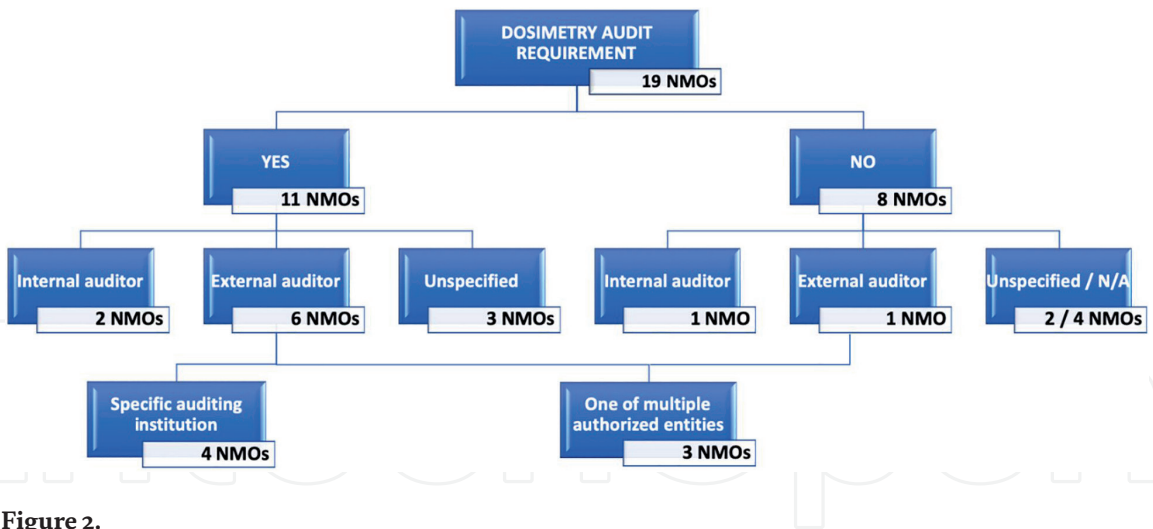 DOSIMETRY AUDIT
REQUIREMENT
19 NMOs
YES
11 NMOs
NO
8 NMOs
Internal auditor
2 NMOs
External auditor
6 NMOs
Unspecified
3 NMOs
Internal auditor
1 NMO
External auditor
1 NMO
Unspecified / N/A
2 / 4 NMOs
Specific auditing
institution
4 NMOs
One of multiple
authorized entities
3 NMOs
Figure 2.